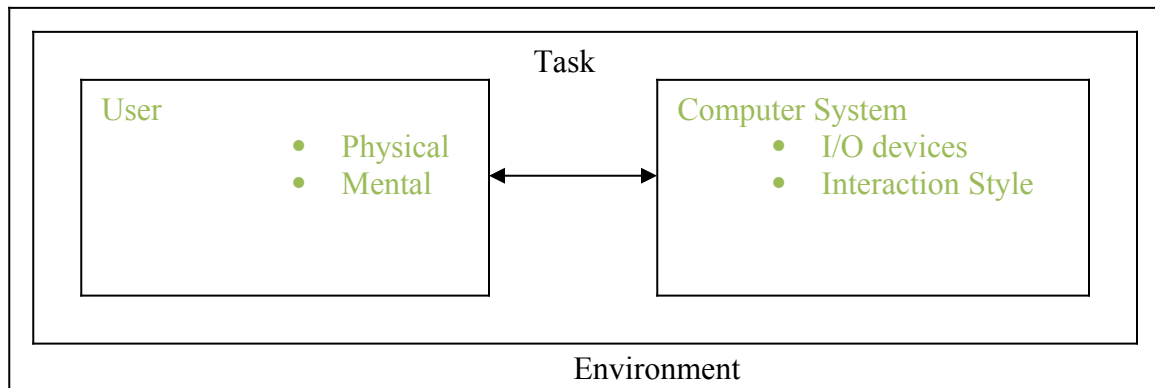 Task
User
• Physical
• Mental
Computer System
• I/O devices
• Interaction Style
Environment